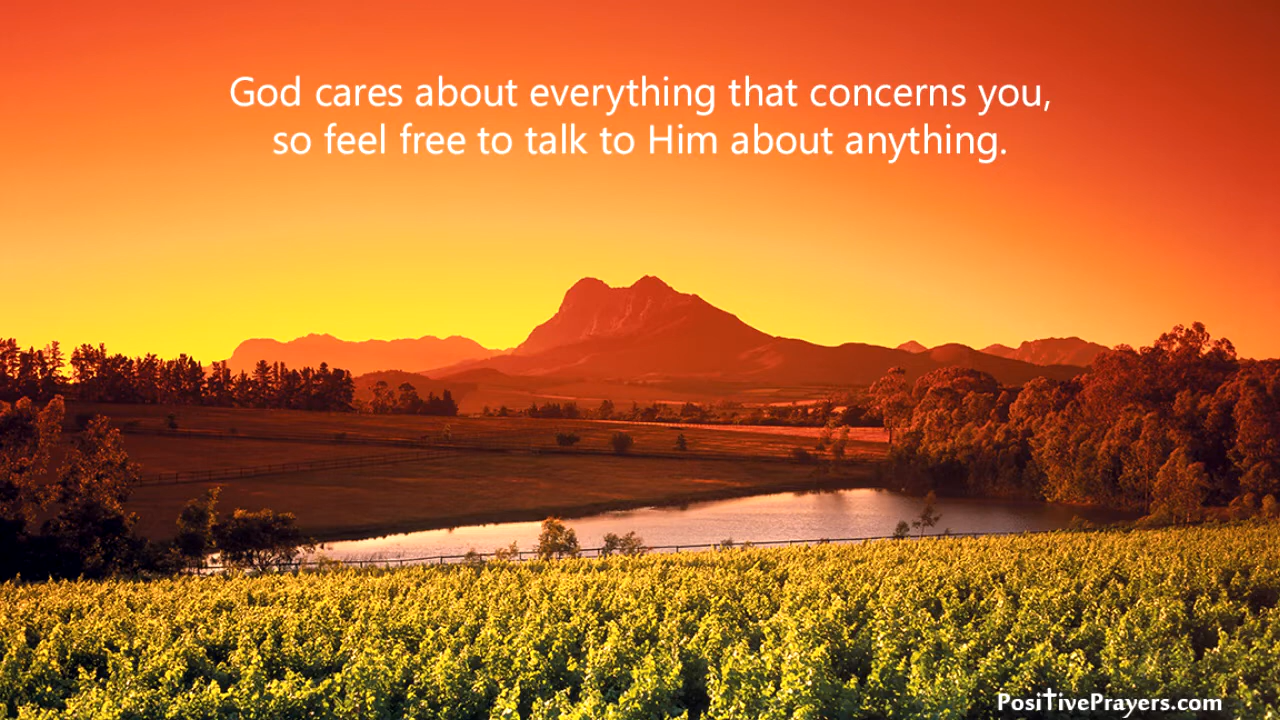 God cares about everything that concerns you,
so feel free to talk to Him about anything.
PosiTivePrayers.com